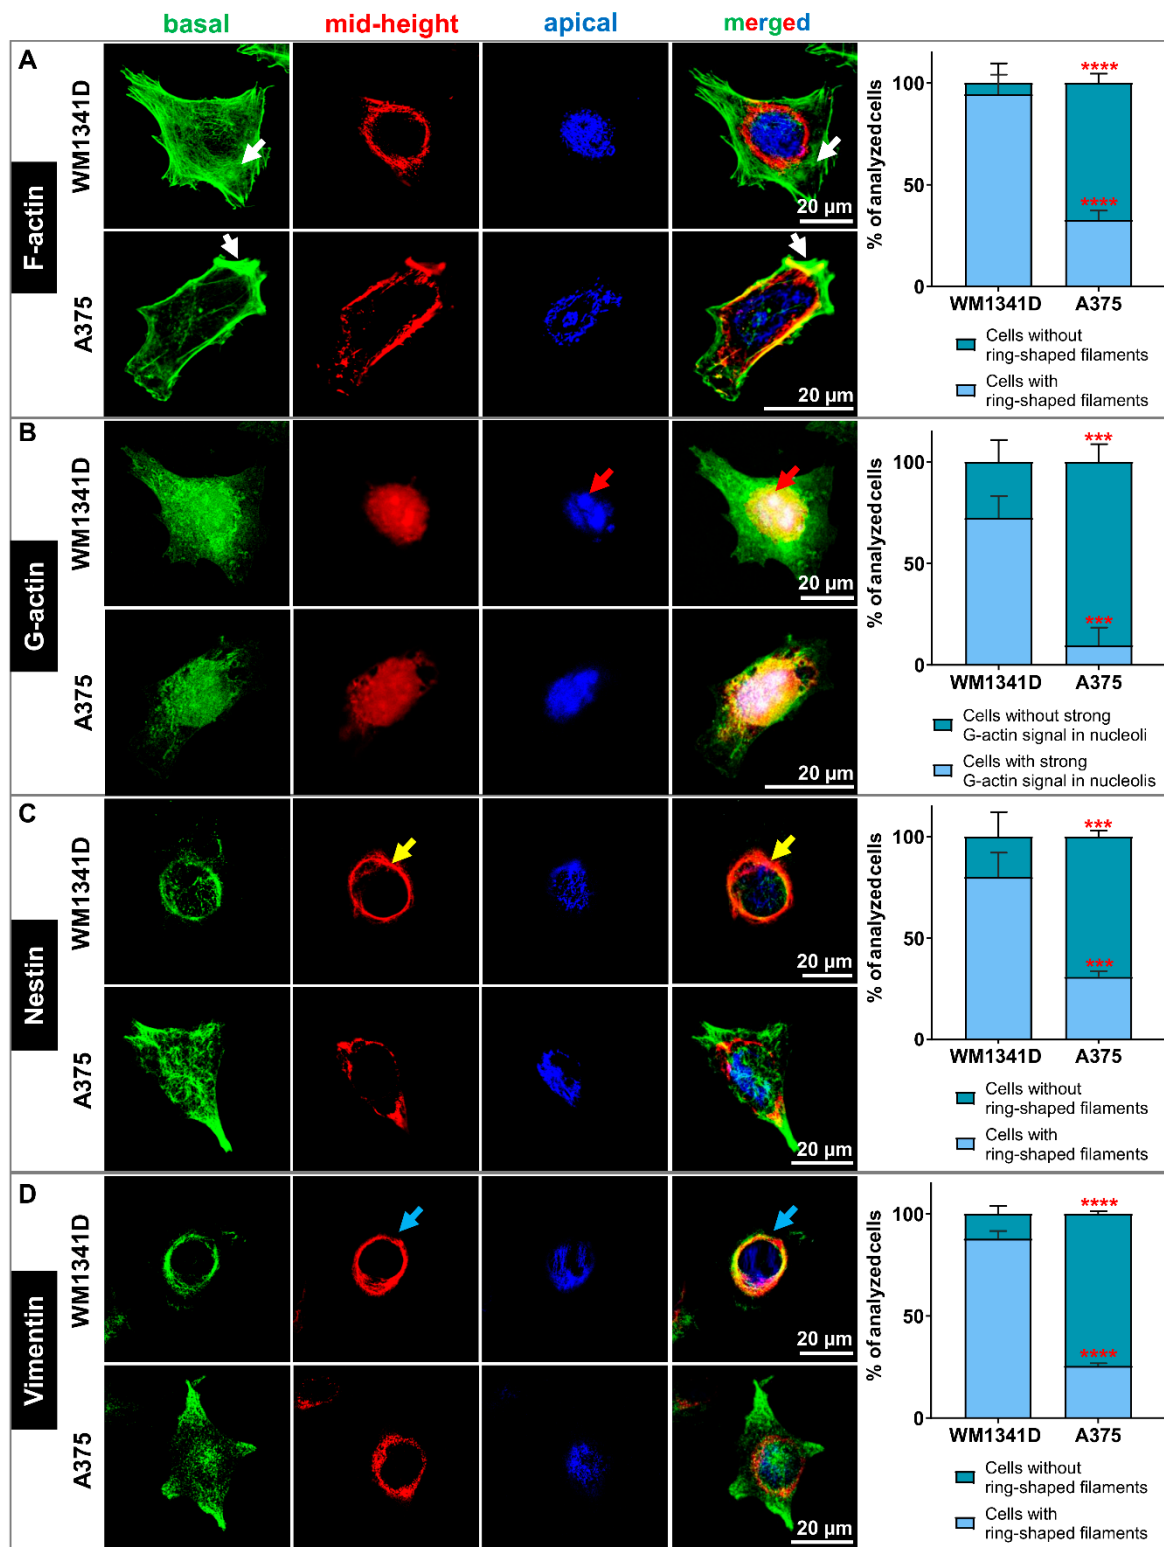 basal mid-height apical merged
A
F-actin
WM1341D
20 µm
A375
20 µm
% of analyzed cells
100
50
0
****
****
WM1341D A375
Cells without
ring-shaped filaments
Cells with
ring-shaped filaments
B
G-actin
WM1341D
20 µm
A375
20 µm
% of analyzed cells
100
50
0
***
***
WM1341D A375
Cells without strong
G-actin signal in nucleoli
Cells with strong
G-actin signal in nucleolis
C
Nestin
WM1341D
20 µm
A375
20 µm
% of analyzed cells
100
50
0
***
***
WM1341D A375
Cells without
ring-shaped filaments
Cells with
ring-shaped filaments
D
Vimentin
WM1341D
20 µm
A375
20 µm
% of analyzed cells
100
50
0
****
****
WM1341D A375
Cells without
ring-shaped filaments
Cells with
ring-shaped filaments